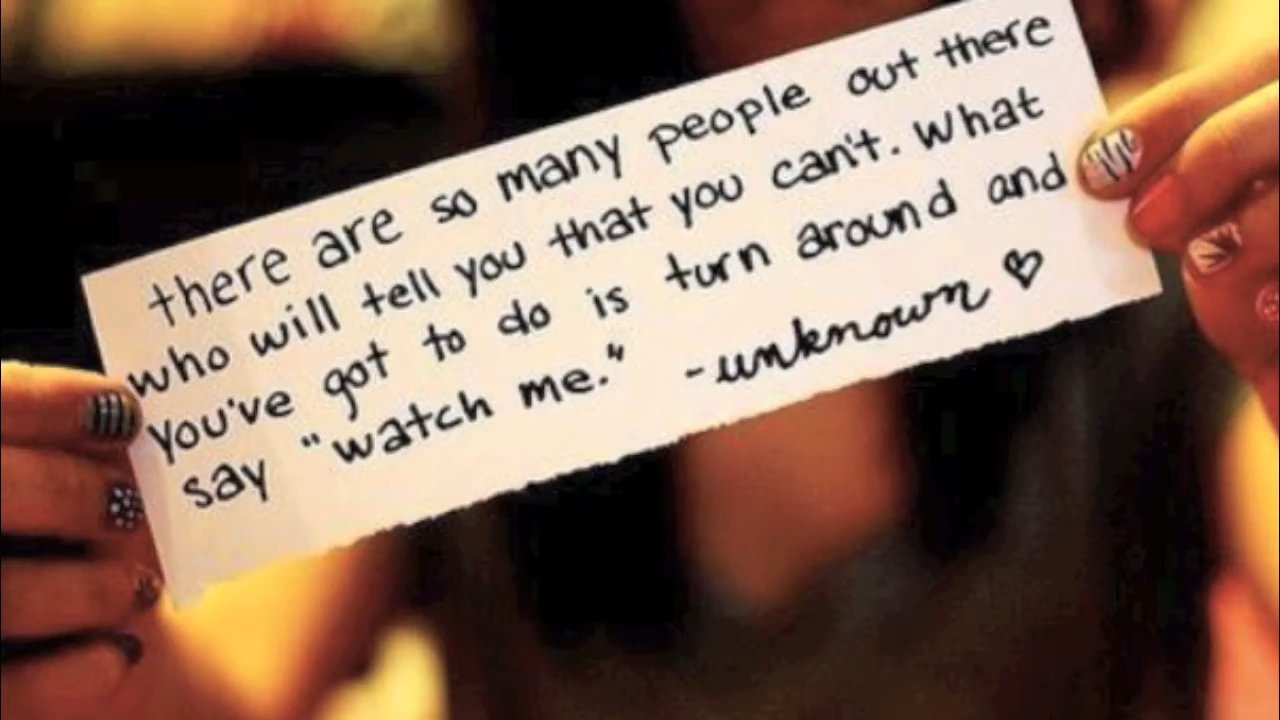 there are so many people out there
who will tell you that you can't. What
you've got to do is turn around and
say "watch me." -unknown ♡